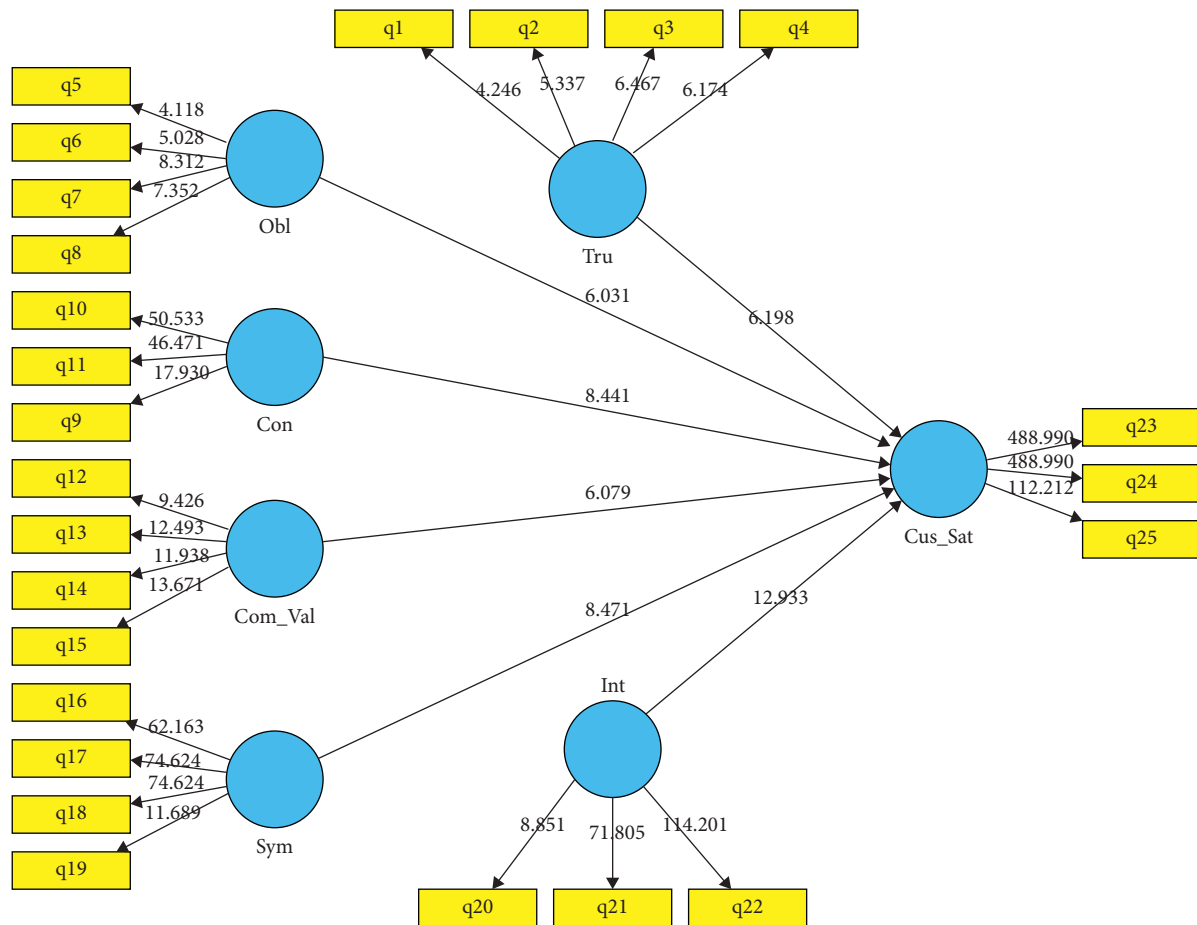 q1
q2
q3
q4
4.246
5.337
6.467
6.174
Tru
q5
q6
q7
q8
4.118
5.028
8.312
7.352
Obl
6.031
6.198
q10
q11
q9
50.533
46.471
17.930
Con
8.441
q12
q13
q14
q15
9.426
12.493
11.938
13.671
Com_Val
6.079
q23
q24
q25
488.990
488.990
112.212
Cus_Sat
q16
q17
q18
q19
62.163
74.624
74.624
11.689
Sym
8.471
12.933
Int
8.851
71.805
114.201
q20
q21
q22